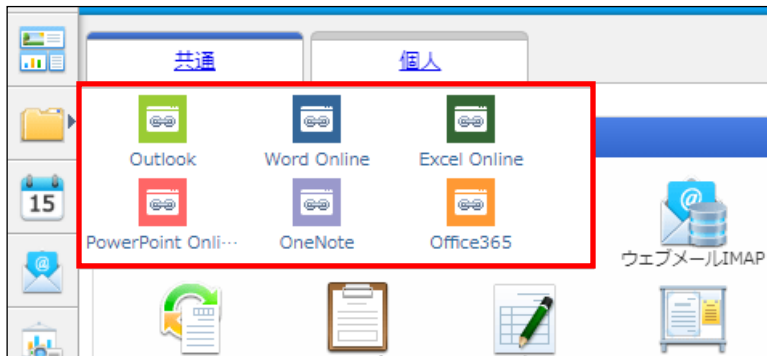 共通 個人
Outlook Word Online Excel Online
PowerPoint Onli… OneNote Office365
15
ウェブメールIMAP